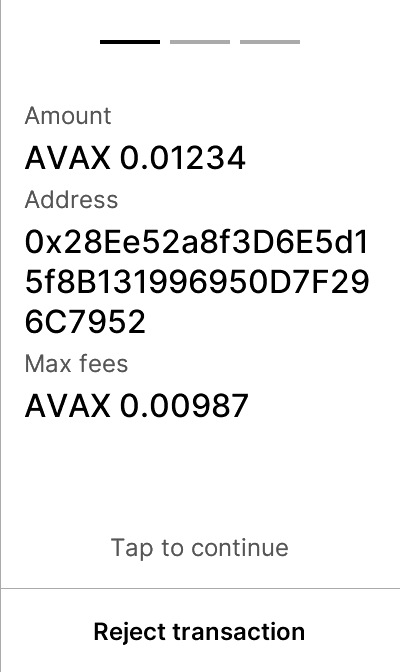 Amount
AVAX 0.01234
Address
0x28Ee52a8f3D6E5d1
5f8B131996950D7F29
6C7952
Max fees
AVAX 0.00987
Tap to continue
Reject transaction